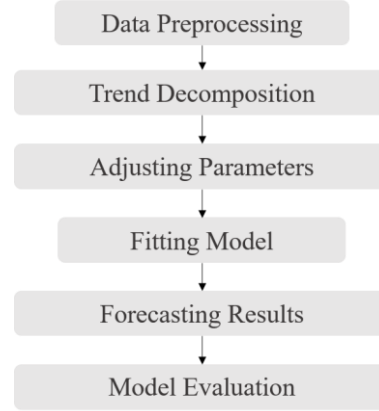 Data Preprocessing
Trend Decomposition
Adjusting Parameters
Fitting Model
Forecasting Results
Model Evaluation